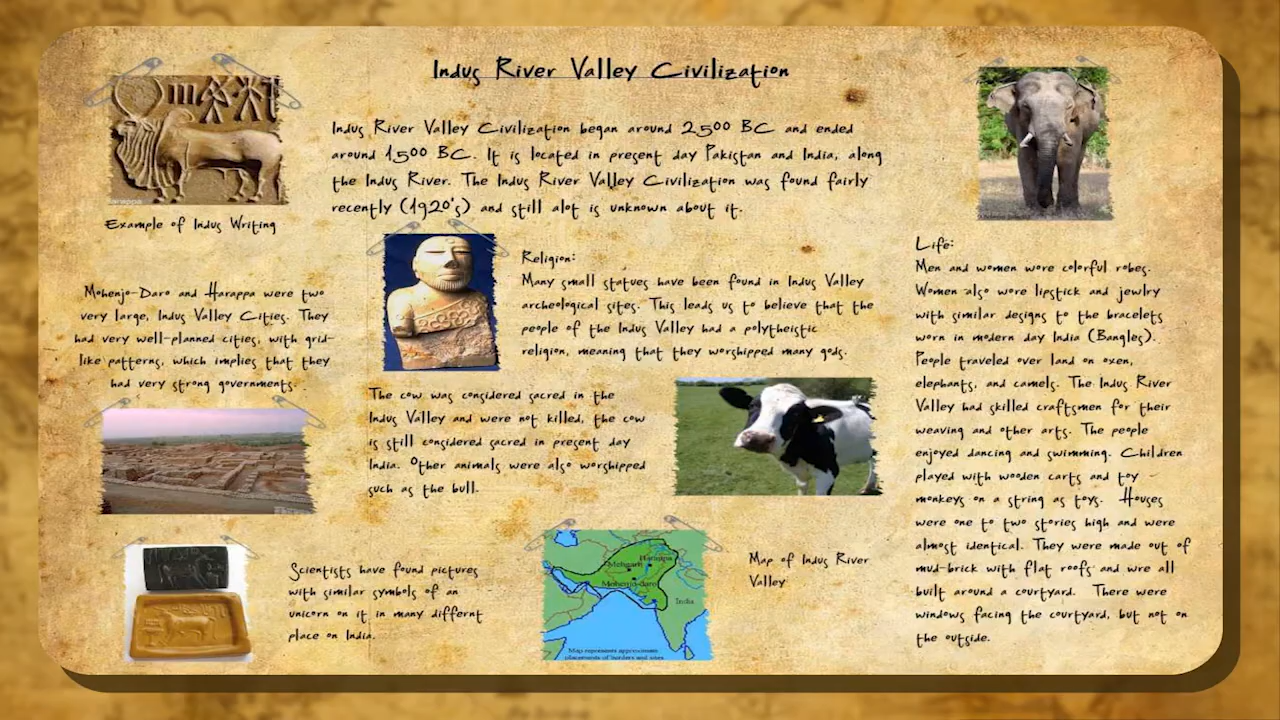 Indus River Valley Civilization
Indus River Valley Civilization began around 2500 BC and ended
around 1500 BC. It is located in present day Pakistan and India, along
the Indus River. The Indus River Valley Civilization was found fairly
recently (1920's) and still alot is unknown about it.
Harappa
Example of Indus Writing
Mohenjo-Daro and Harappa were two
very large, Indus Valley Cities. They
had very well-planned cities, with grid-
like patterns, which implies that they
had very strong governments.
Religion:
Many small statues have been found in Indus Valley
archeological sites. This leads us to believe that the
people of the Indus Valley had a polytheistic
religion, meaning that they worshipped many gods.
The cow was considered sacred in the
Indus Valley and were not killed, the cow
is still considered sacred in present day
India. Other animals were also worshipped
such as the bull.
Scientists have found pictures
with similar symbols of an
unicorn on it in many differnt
place on India.
Harappa
Mehrgarh
Mohenjo-daro
India
Map represents approximate
placements of borders and sites
Map of Indus River
Valley
Life:
Men and women wore colorful robes.
Women also wore lipstick and jewlry
with similar designs to the bracelets
worn in modern day India (Bangles).
People traveled over land on oxen,
elephants, and camels. The Indus River
Valley had skilled craftsmen for their
weaving and other arts. The people
enjoyed dancing and swimming. Children
played with wooden carts and toy
monkeys on a string as toys. Houses
were one to two stories high and were
almost identical. They were made out of
mud-brick with flat roofs and wre all
built around a courtyard. There were
windows facing the courtyard, but not on
the outside.